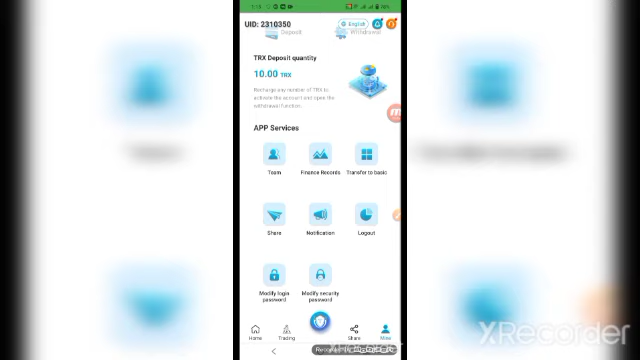 1:15
UID: 2310350
English
Deposit
Withdrawal
TRX Deposit quantity
10.00 TRX
Recharge any number of TRX to
activate the account and open the
withdrawal function.
APP Services
Team
Finance Records
Transfer to basic
Share
Notification
Logout
Modify login
password
Modify security
password
Home
Trading
Share
Mine
XRecorder